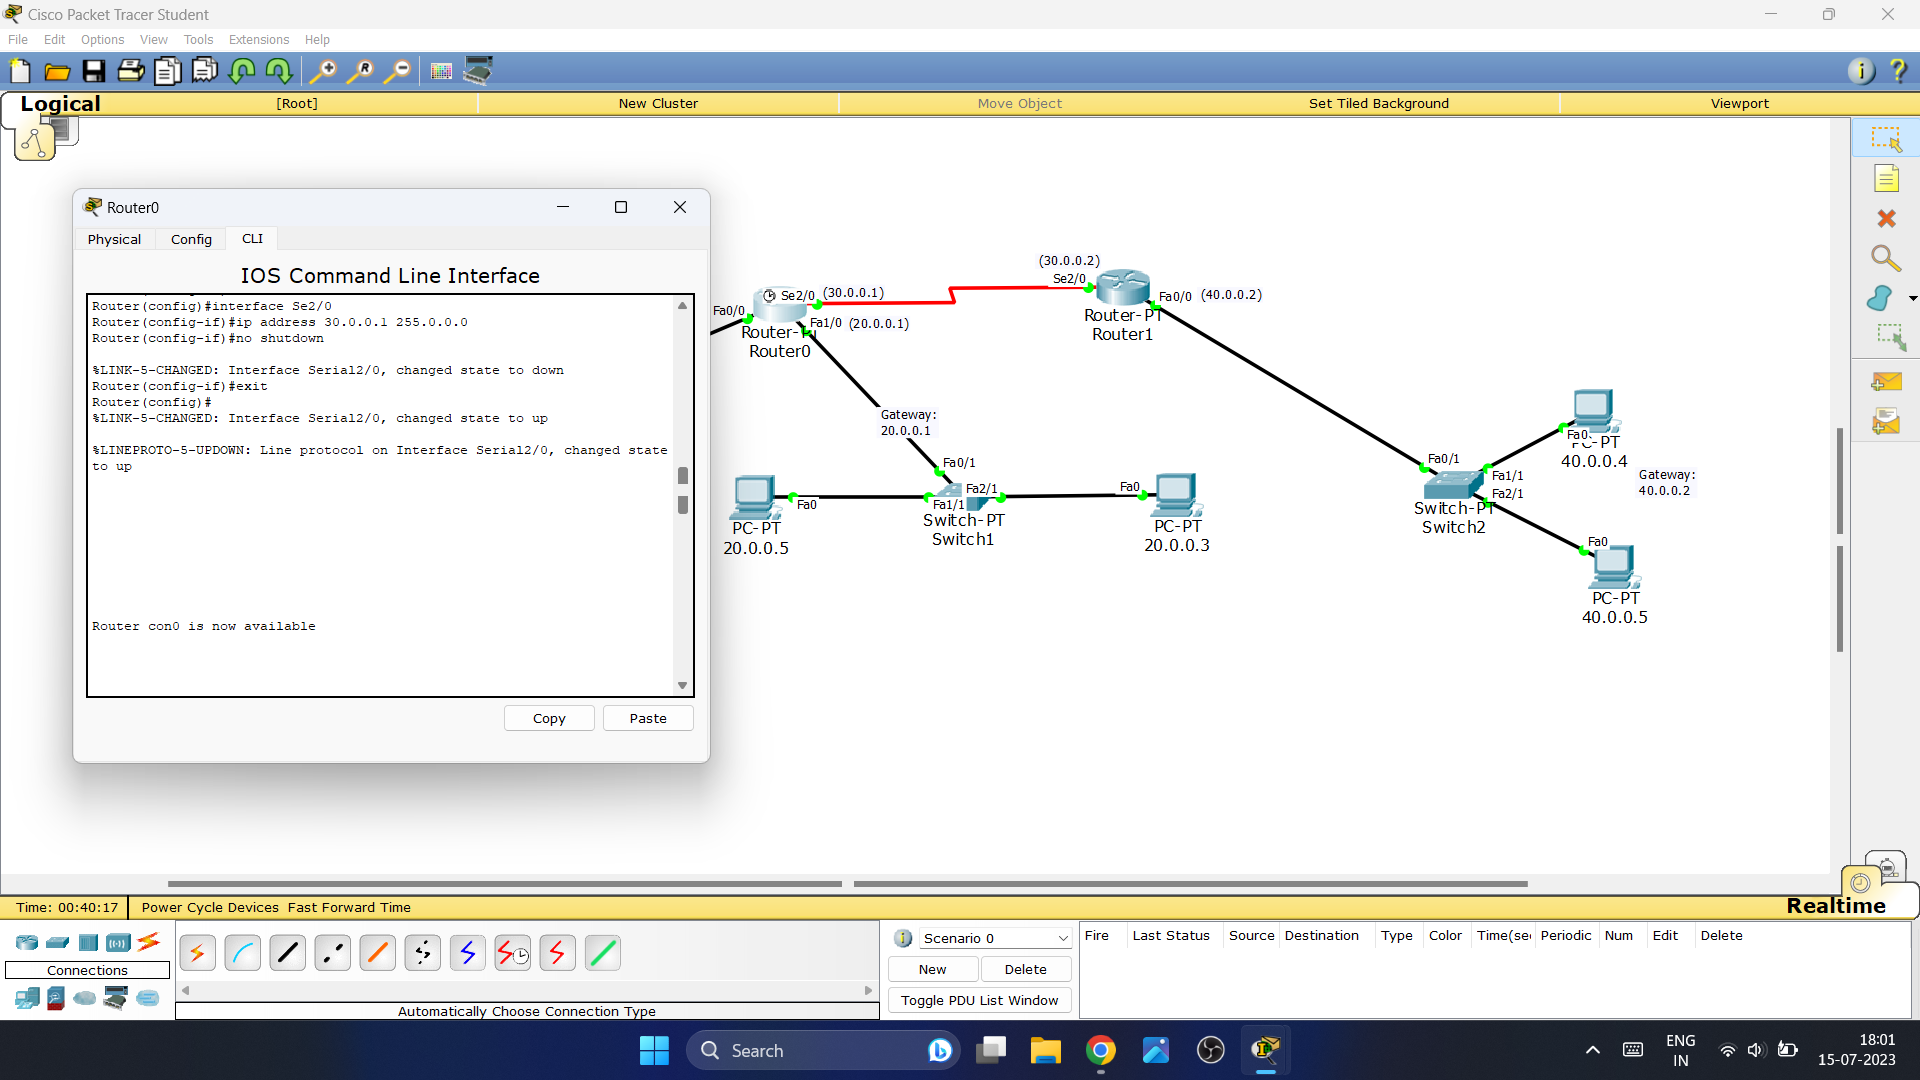 Cisco Packet Tracer Student
File Edit Options View Tools Extensions Help
Logical [Root] New Cluster Move Object Set Tiled Background Viewport
Router0
Physical Config CLI
IOS Command Line Interface
Router(config)#interface Se2/0
Router(config-if)#ip address 30.0.0.1 255.0.0.0
Router(config-if)#no shutdown
%LINK-5-CHANGED: Interface Serial2/0, changed state to down
Router(config-if)#exit
Router(config)#
%LINK-5-CHANGED: Interface Serial2/0, changed state to up
%LINEPROTO-5-UPDOWN: Line protocol on Interface Serial2/0, changed state
to up
Router con0 is now available
Copy Paste
(30.0.0.2)
Se2/0
Fa0/0 (40.0.0.2)
Router-PT
Router1
Se2/0 (30.0.0.1)
Fa0/0
Fa1/0 (20.0.0.1)
Router-PT
Router0
Gateway:
20.0.0.1
Fa0/1
Fa2/1
Fa1/1
Switch-PT
Switch1
Fa0
PC-PT
20.0.0.5
Fa0
PC-PT
20.0.0.3
Fa0/1
Fa1/1
Fa2/1
Switch-PT
Switch2
Fa0
PC-PT
40.0.0.4
Gateway:
40.0.0.2
Fa0
PC-PT
40.0.0.5
Time: 00:40:17 Power Cycle Devices Fast Forward Time
Realtime
Connections
Automatically Choose Connection Type
Scenario 0
New Delete
Toggle PDU List Window
Fire Last Status Source Destination Type Color Time(sec Periodic Num Edit Delete
Search
ENG
IN
18:01
15-07-2023